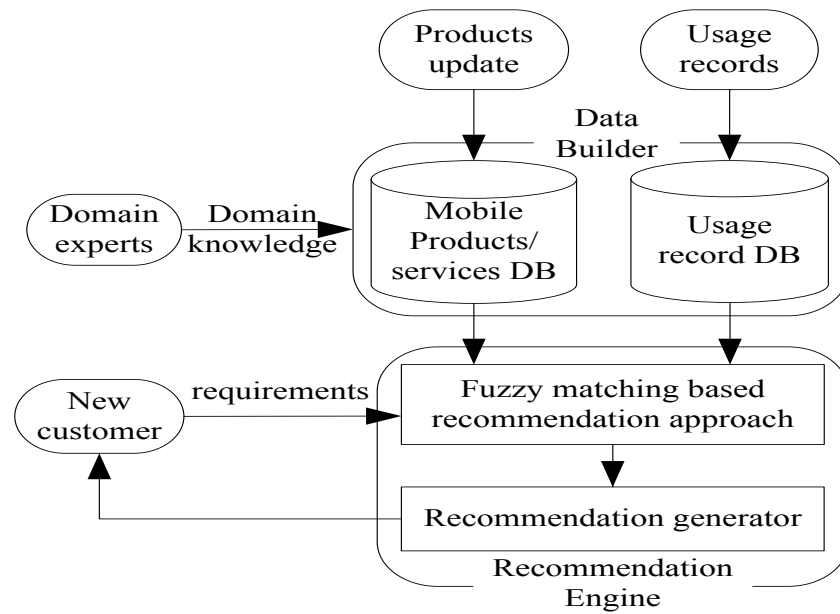 Products
update
Usage
records
Data
Builder
Domain
experts
Domain
knowledge
Mobile
Products/
services DB
Usage
record DB
New
customer
requirements
Fuzzy matching based
recommendation approach
Recommendation generator
Recommendation
Engine